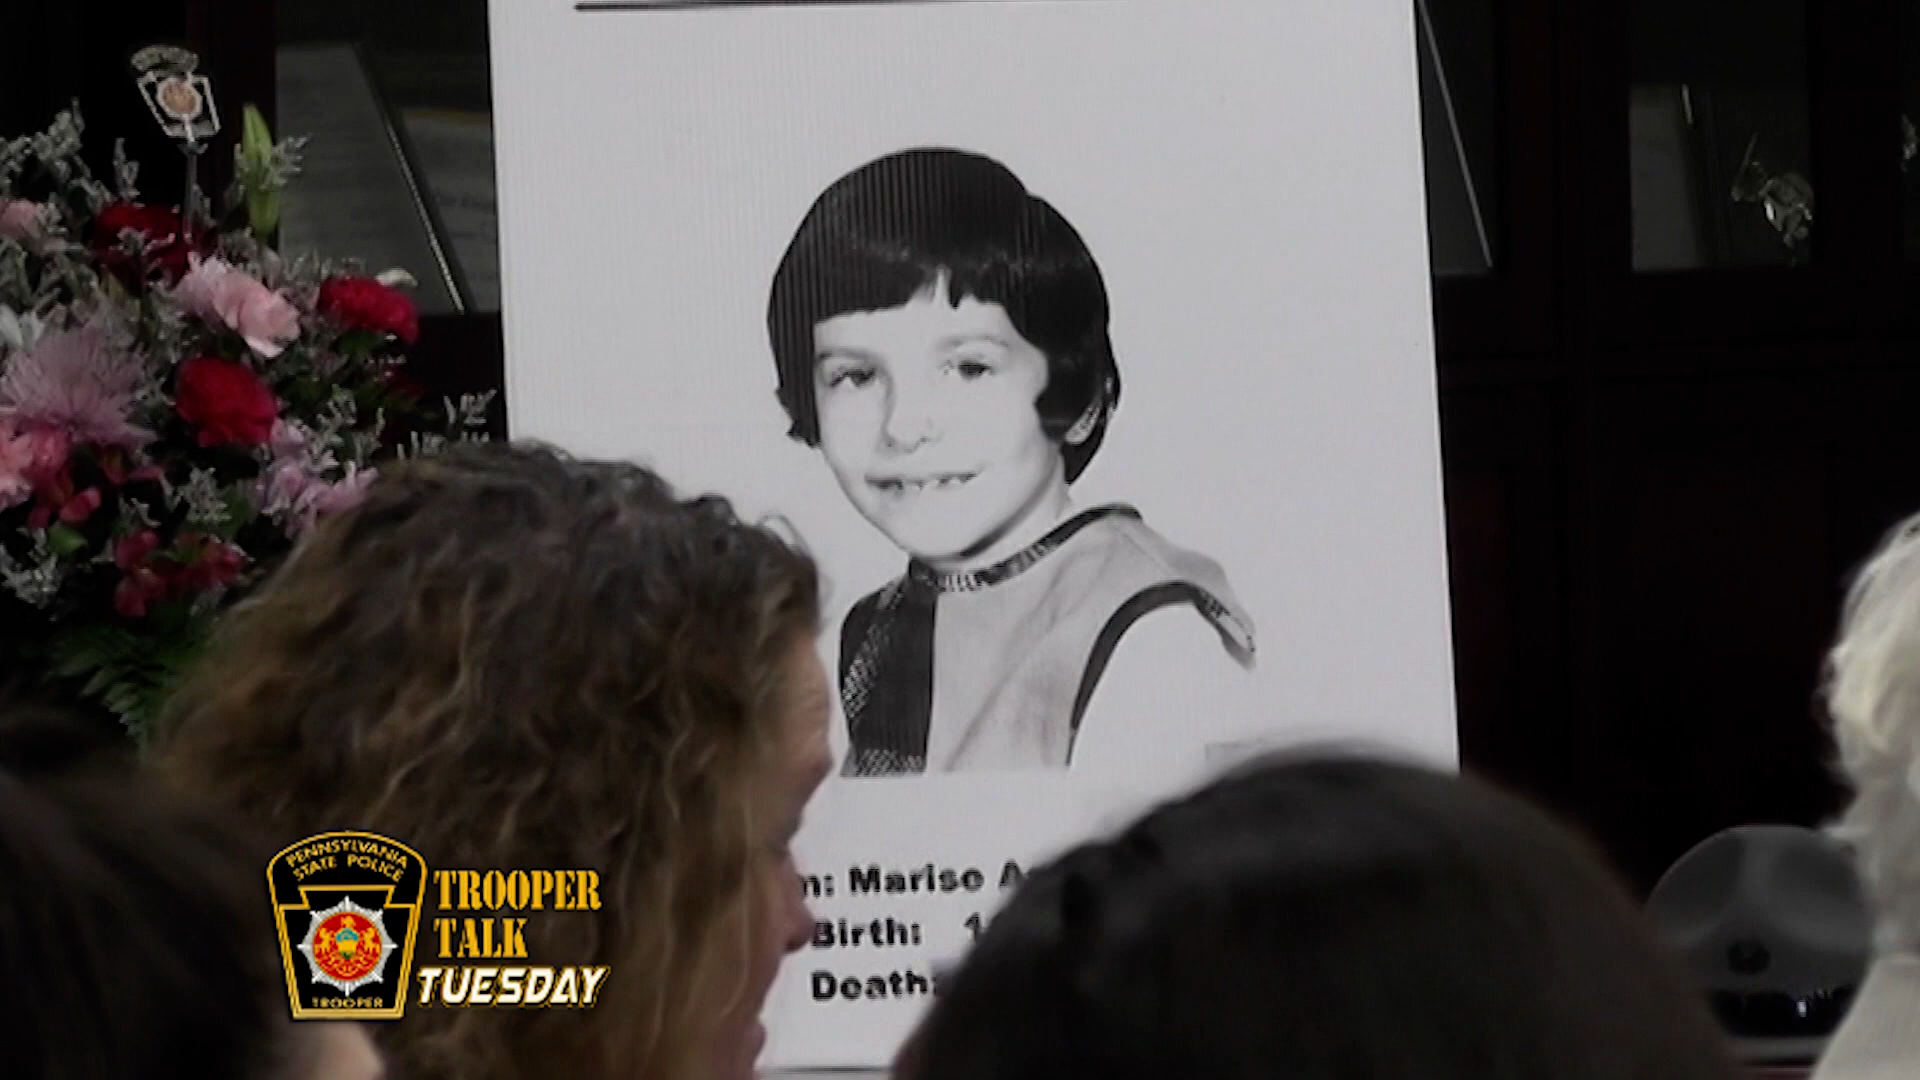 n: Mariso A
Birth: 1
Death:
PENNSYLVANIA
STATE POLICE
TROOPER
TROOPER
TALK
TUESDAY